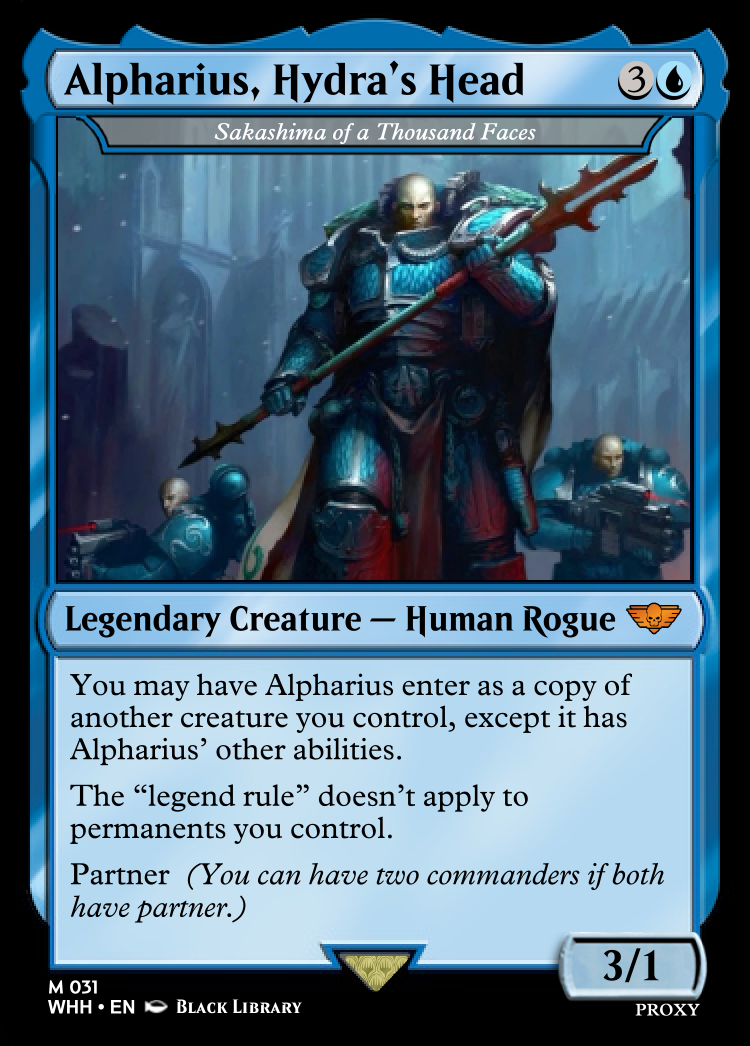 Alpharius, Hydra's Head 3
Sakashima of a Thousand Faces
Legendary Creature — Human Rogue
You may have Alpharius enter as a copy of
another creature you control, except it has
Alpharius' other abilities.
The “legend rule” doesn't apply to
permanents you control.
Partner (You can have two commanders if both
have partner.)
3/1
M 031
WHH • EN BLACK LIBRARY
PROXY